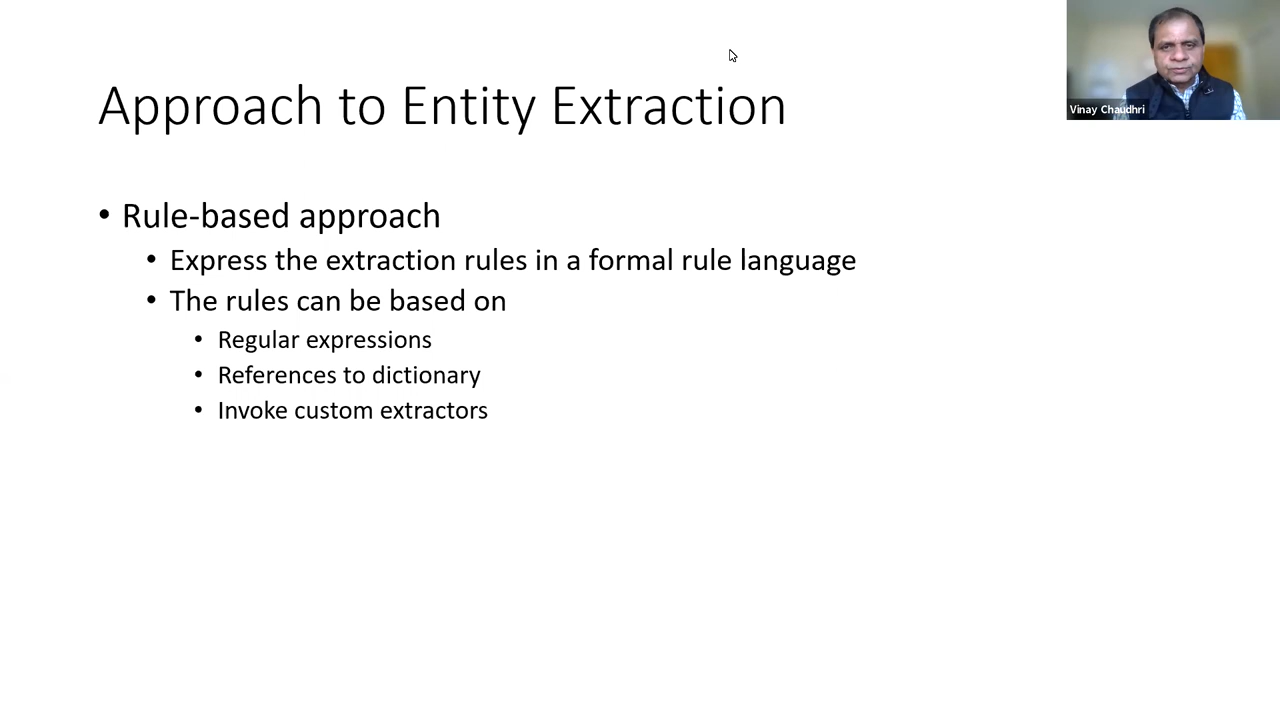 Approach to Entity Extraction
Vinay Chaudhri
• Rule-based approach
• Express the extraction rules in a formal rule language
• The rules can be based on
• Regular expressions
• References to dictionary
• Invoke custom extractors